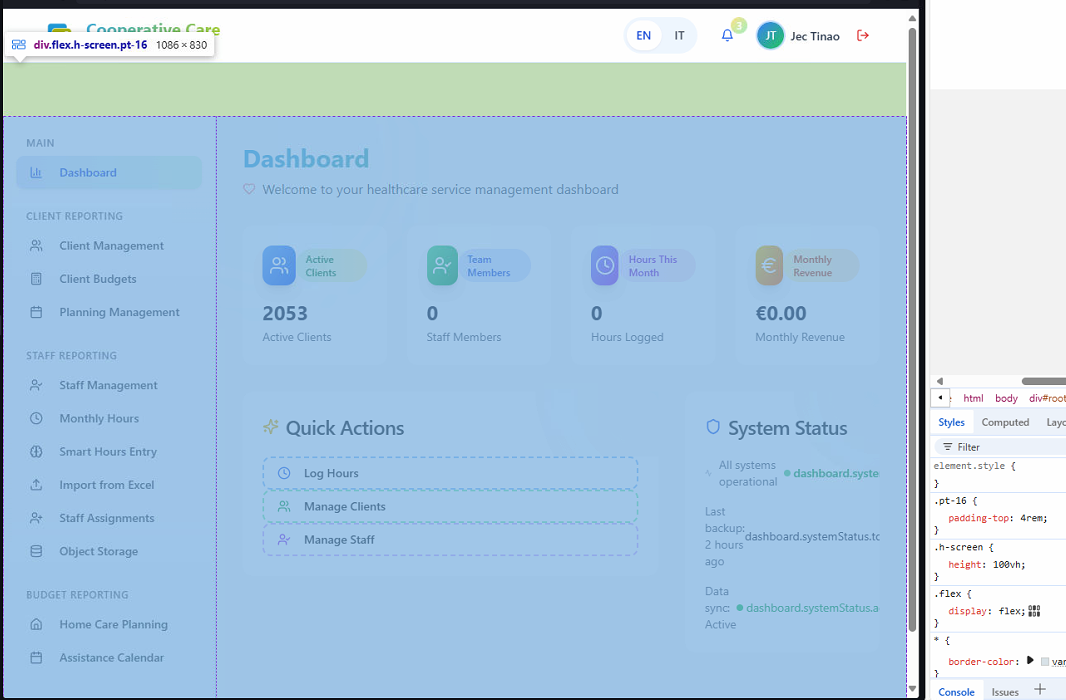 Cooperative Care
div.flex.h-screen.pt-16 1086 × 830
EN IT
3
JT Jec Tinao
MAIN
Dashboard
CLIENT REPORTING
Client Management
Client Budgets
Planning Management
STAFF REPORTING
Staff Management
Monthly Hours
Smart Hours Entry
Import from Excel
Staff Assignments
Object Storage
BUDGET REPORTING
Home Care Planning
Assistance Calendar
Dashboard
Welcome to your healthcare service management dashboard
Active
Clients
2053
Active Clients
Team
Members
0
Staff Members
Hours This
Month
0
Hours Logged
Monthly
Revenue
€0.00
Monthly Revenue
Quick Actions
Log Hours
Manage Clients
Manage Staff
System Status
All systems
operational
dashboard.syste
Last
backup:
2 hours
ago
dashboard.systemStatus.to
Data
sync:
Active
dashboard.systemStatus.a
html body div#root
Styles Computed Layo
Filter
element.style {
}
.pt-16 {
padding-top: 4rem;
}
.h-screen {
height: 100vh;
}
.flex {
display: flex;
}
* {
border-color: var
}
Console Issues